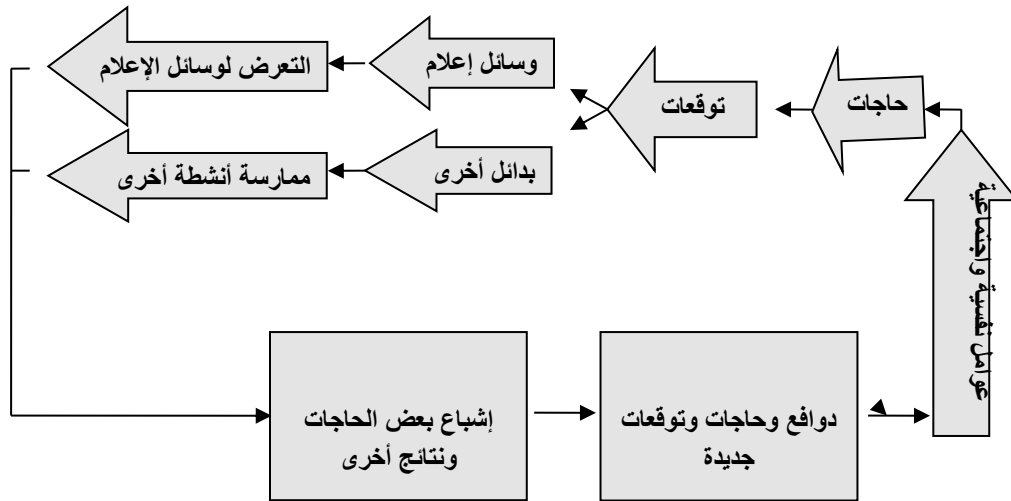 عوامل نفسية واجتماعية
حاجات
توقعات
وسائل إعلام
التعرض لوسائل الإعلام
بدائل أخرى
ممارسة أنشطة أخرى
إشباع بعض الحاجات
ونتائج أخرى
دوافع وحاجات وتوقعات
جديدة